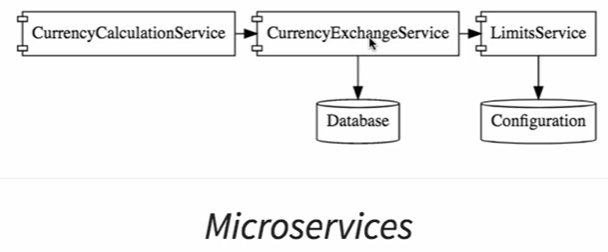 CurrencyCalculationService CurrencyExchangeService LimitsService
Database Configuration
Microservices